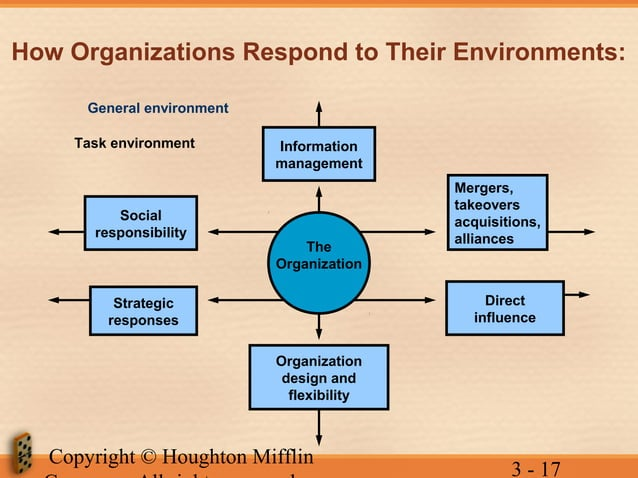 How Organizations Respond to Their Environments:
General environment
Task environment
Information
management
Mergers,
takeovers
acquisitions,
alliances
Social
responsibility
The
Organization
Strategic
responses
Direct
influence
Organization
design and
flexibility
Copyright © Houghton Mifflin
3 - 17